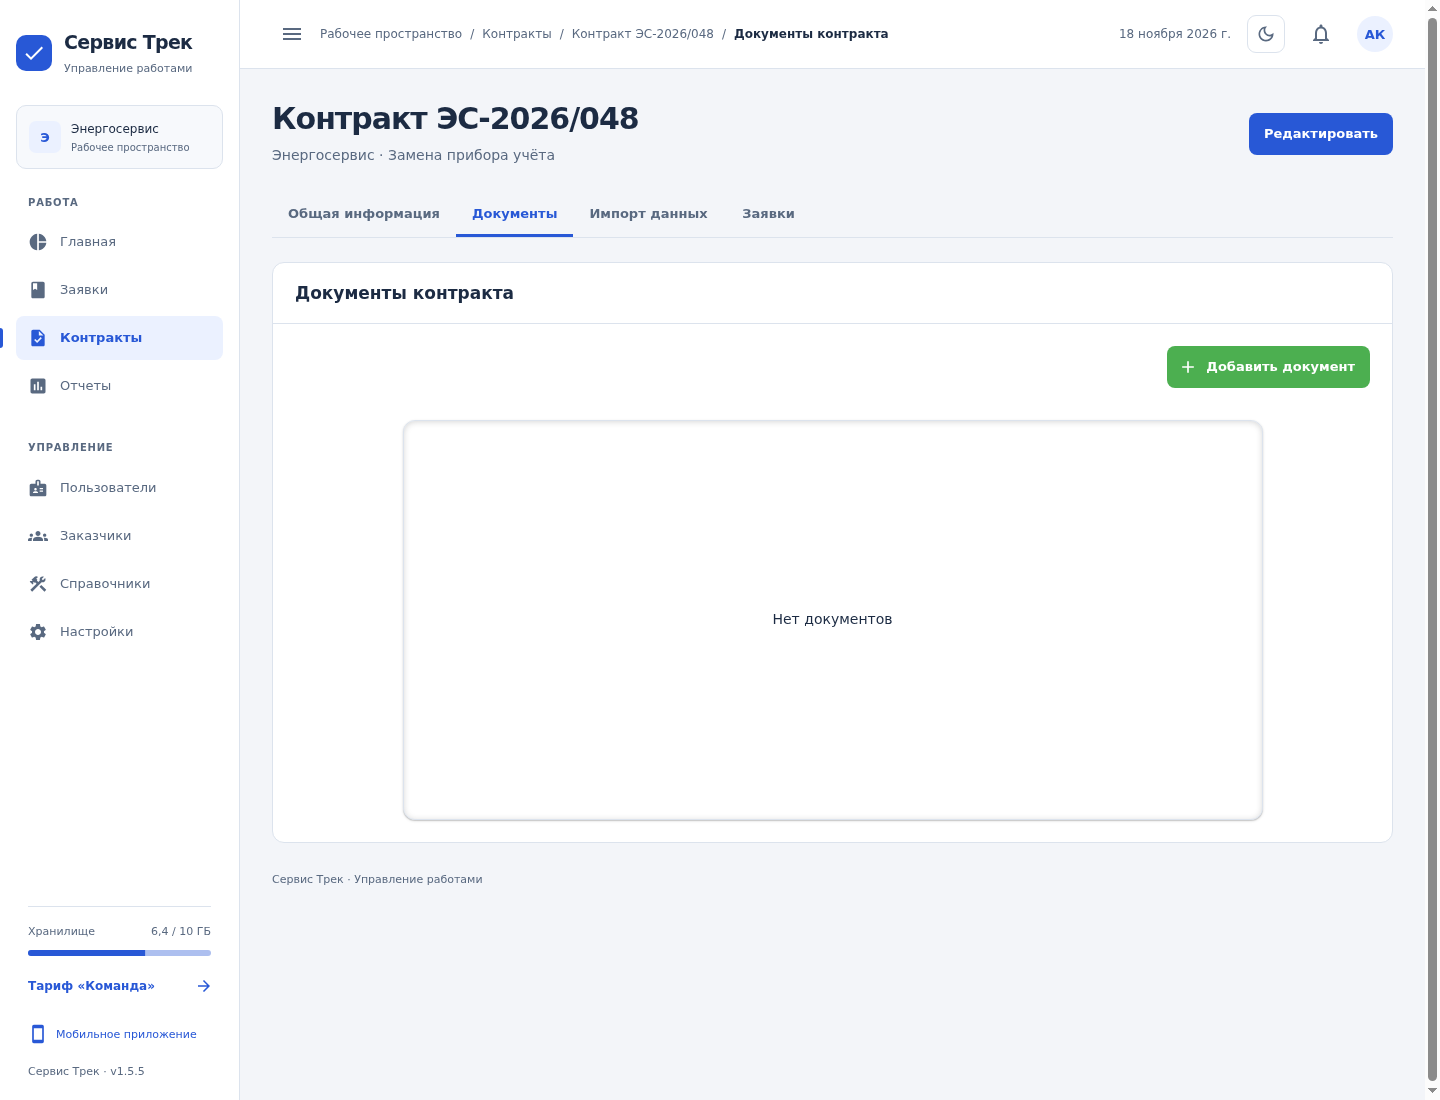 Сервис Трек
Управление работами
Э
Энергосервис
Рабочее пространство
РАБОТА
Главная
Заявки
Контракты
Отчеты
УПРАВЛЕНИЕ
Пользователи
Заказчики
Справочники
Настройки
Хранилище
6,4 / 10 ГБ
Тариф «Команда»
Мобильное приложение
Сервис Трек · v1.5.5
Рабочее пространство / Контракты / Контракт ЭС-2026/048 / Документы контракта
18 ноября 2026 г.
АК
Контракт ЭС-2026/048
Энергосервис · Замена прибора учёта
Редактировать
Общая информация
Документы
Импорт данных
Заявки
Документы контракта
Добавить документ
Нет документов
Сервис Трек · Управление работами